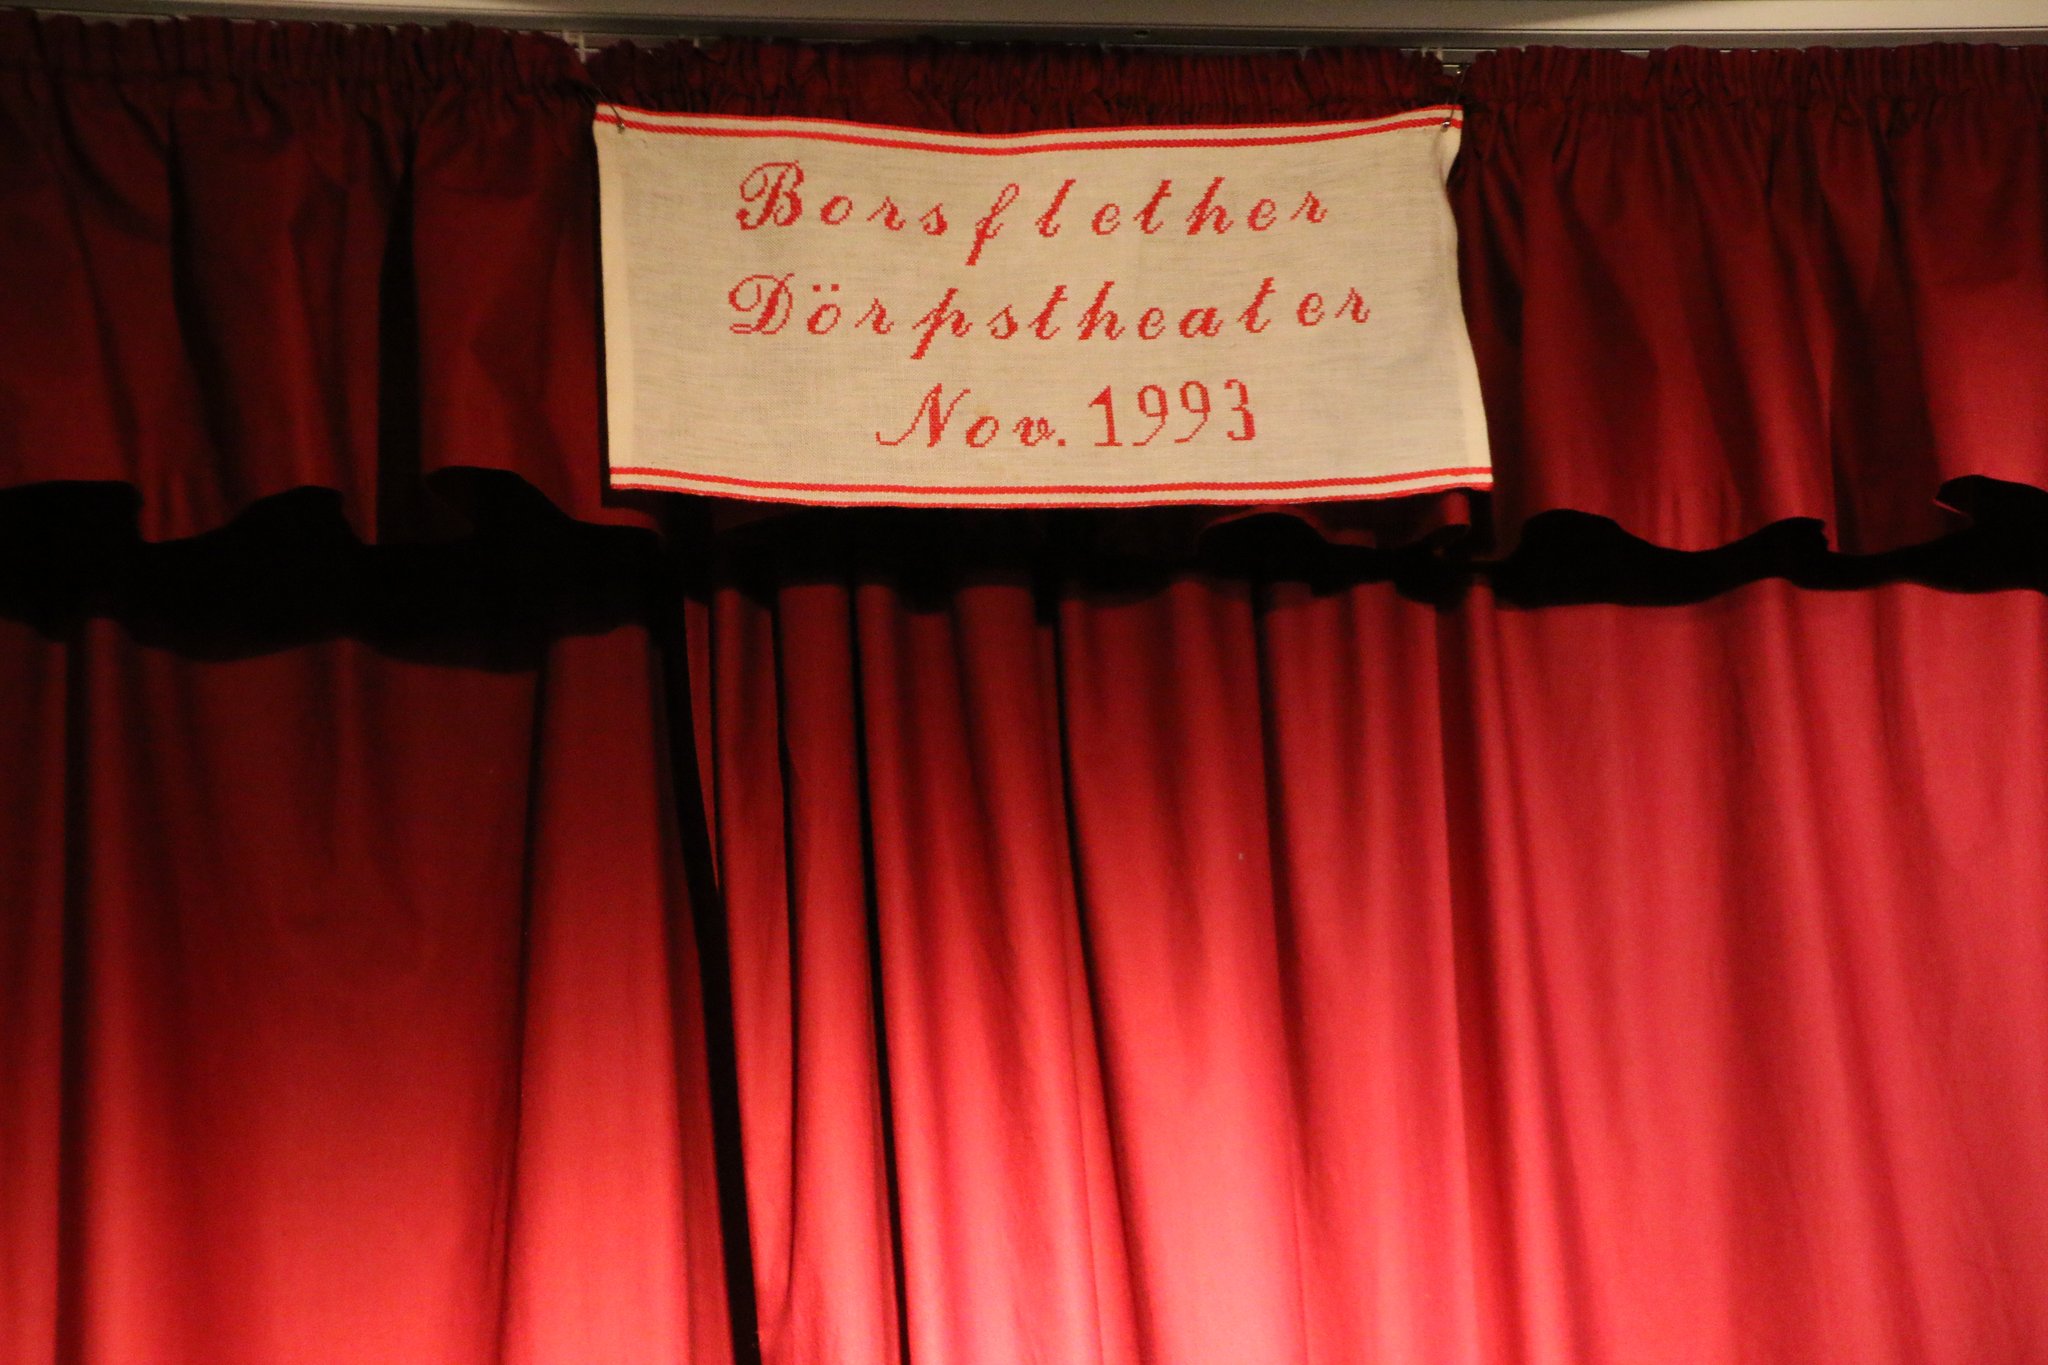 Borsflether
Dörpstheater
Nov. 1993